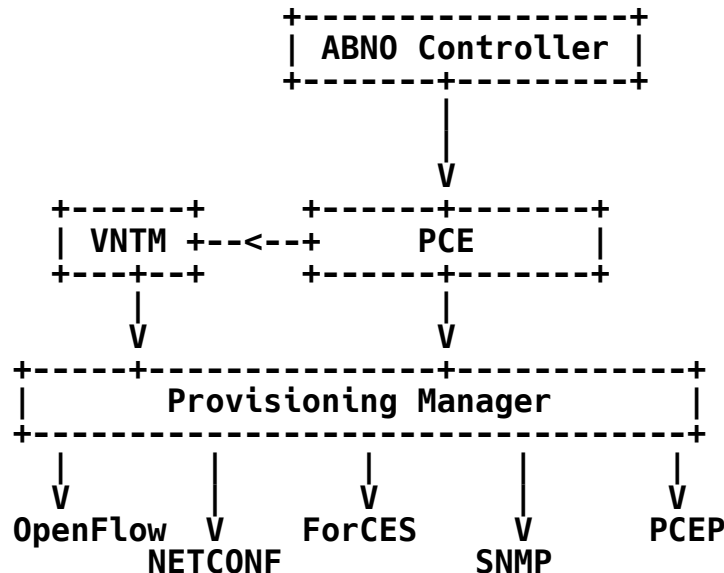 ABNO Controller
V
VNTM +--<--+ PCE
V V
Provisioning Manager
V V V
OpenFlow V ForCES V PCEP
NETCONF SNMP